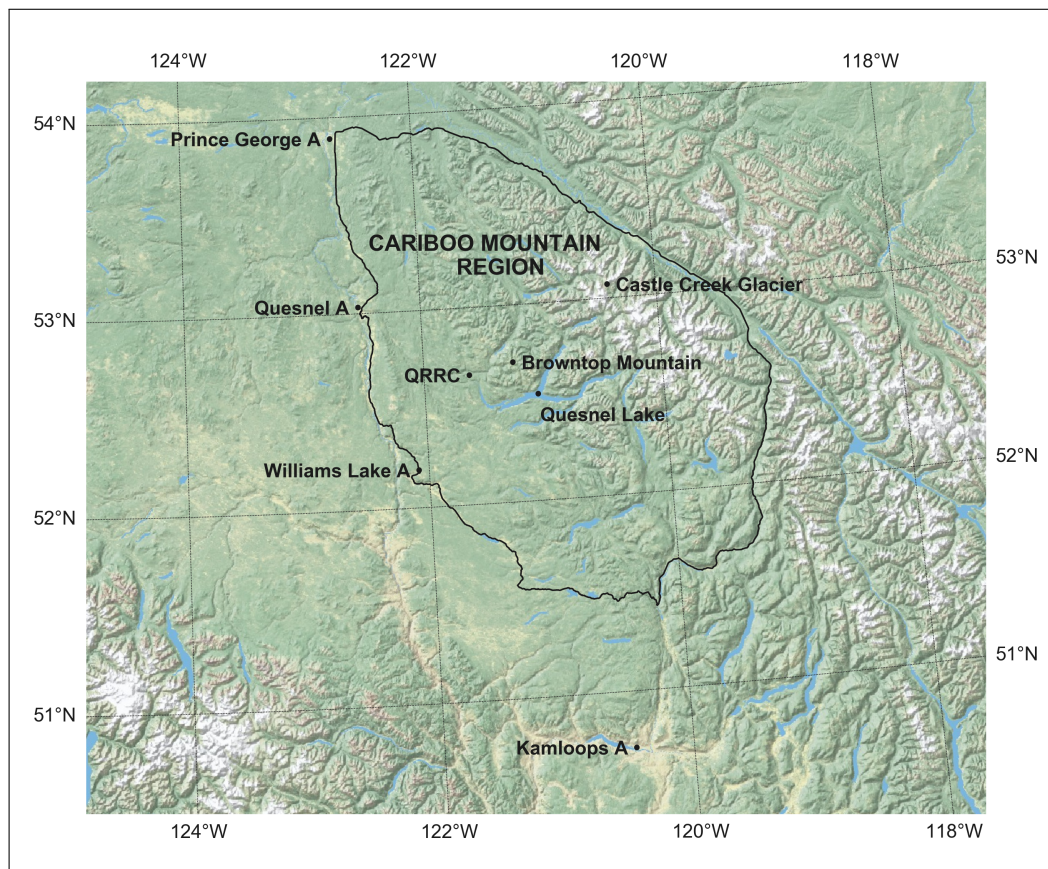 124°W 122°W 120°W 118°W
54°N
Prince George A
CARIBOO MOUNTAIN
REGION
53°N
Castle Creek Glacier
Quesnel A
53°N
Browntop Mountain
QRRC
Quesnel Lake
52°N
Williams Lake A
52°N
51°N
51°N
Kamloops A
124°W 122°W 120°W 118°W